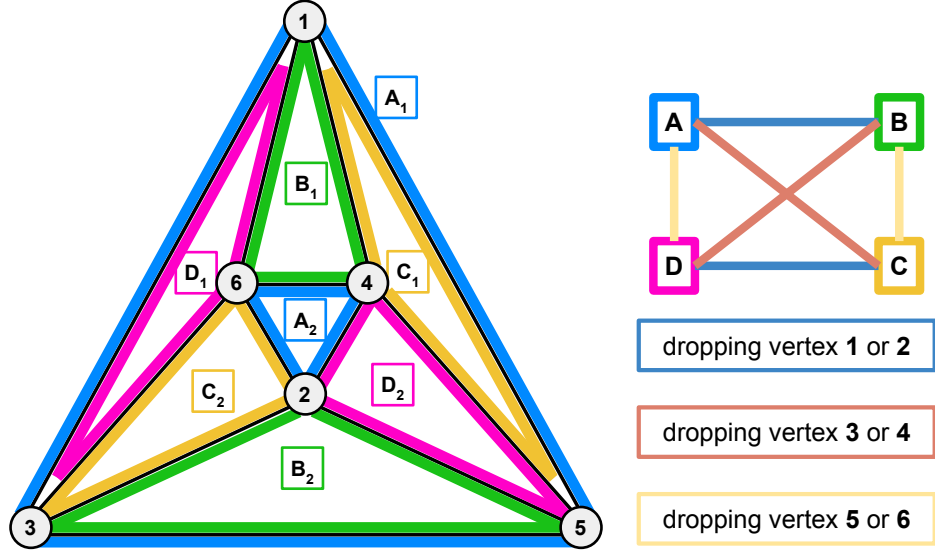 1
A₁
B₁
D₁
6
4
C₁
A₂
C₂
2
D₂
B₂
3
5
A
B
D
C
dropping vertex 1 or 2
dropping vertex 3 or 4
dropping vertex 5 or 6